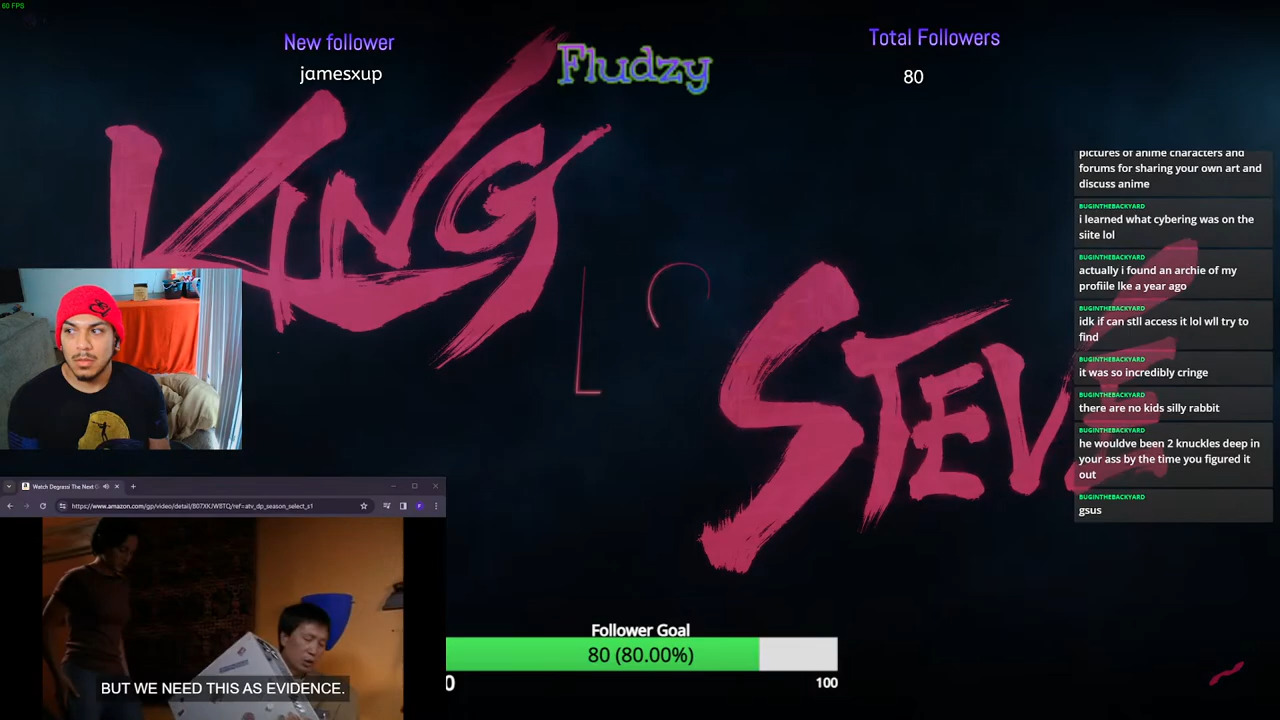 60 FPS
New follower
jamesxup
Fludzy
Total Followers
80
KING
STEVE
pictures of anime characters and
forums for sharing your own art and
discuss anime
BUGINTHEBACKYARD
i learned what cybering was on the
siite lol
BUGINTHEBACKYARD
actually i found an archie of my
profiile lke a year ago
BUGINTHEBACKYARD
idk if can stll access it lol wll try to
find
BUGINTHEBACKYARD
it was so incredibly cringe
BUGINTHEBACKYARD
there are no kids silly rabbit
BUGINTHEBACKYARD
he wouldve been 2 knuckles deep in
your ass by the time you figured it
out
BUGINTHEBACKYARD
gsus
Watch Degrassi The Next G
https://www.amazon.com/gp/video/detail/B07XKJWBTQ/ref=atv_dp_season_select_s1
BUT WE NEED THIS AS EVIDENCE.
Follower Goal
80 (80.00%)
0
100